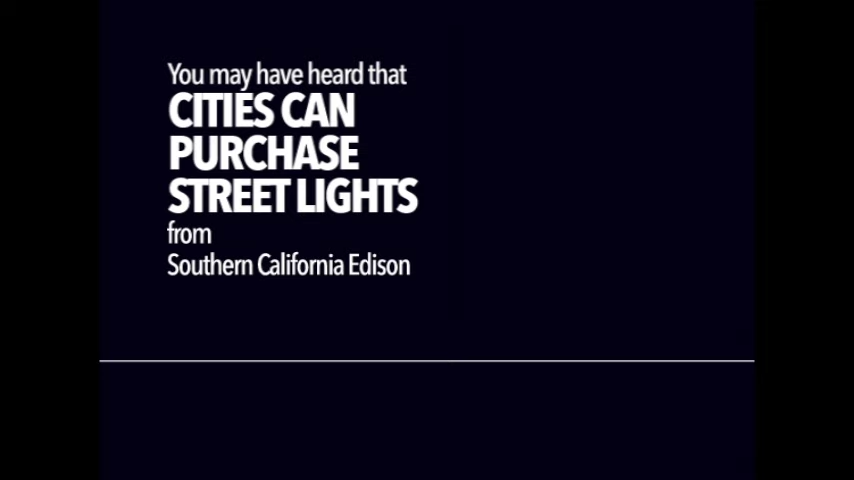 You may have heard that
CITIES CAN
PURCHASE
STREET LIGHTS
from
Southern California Edison